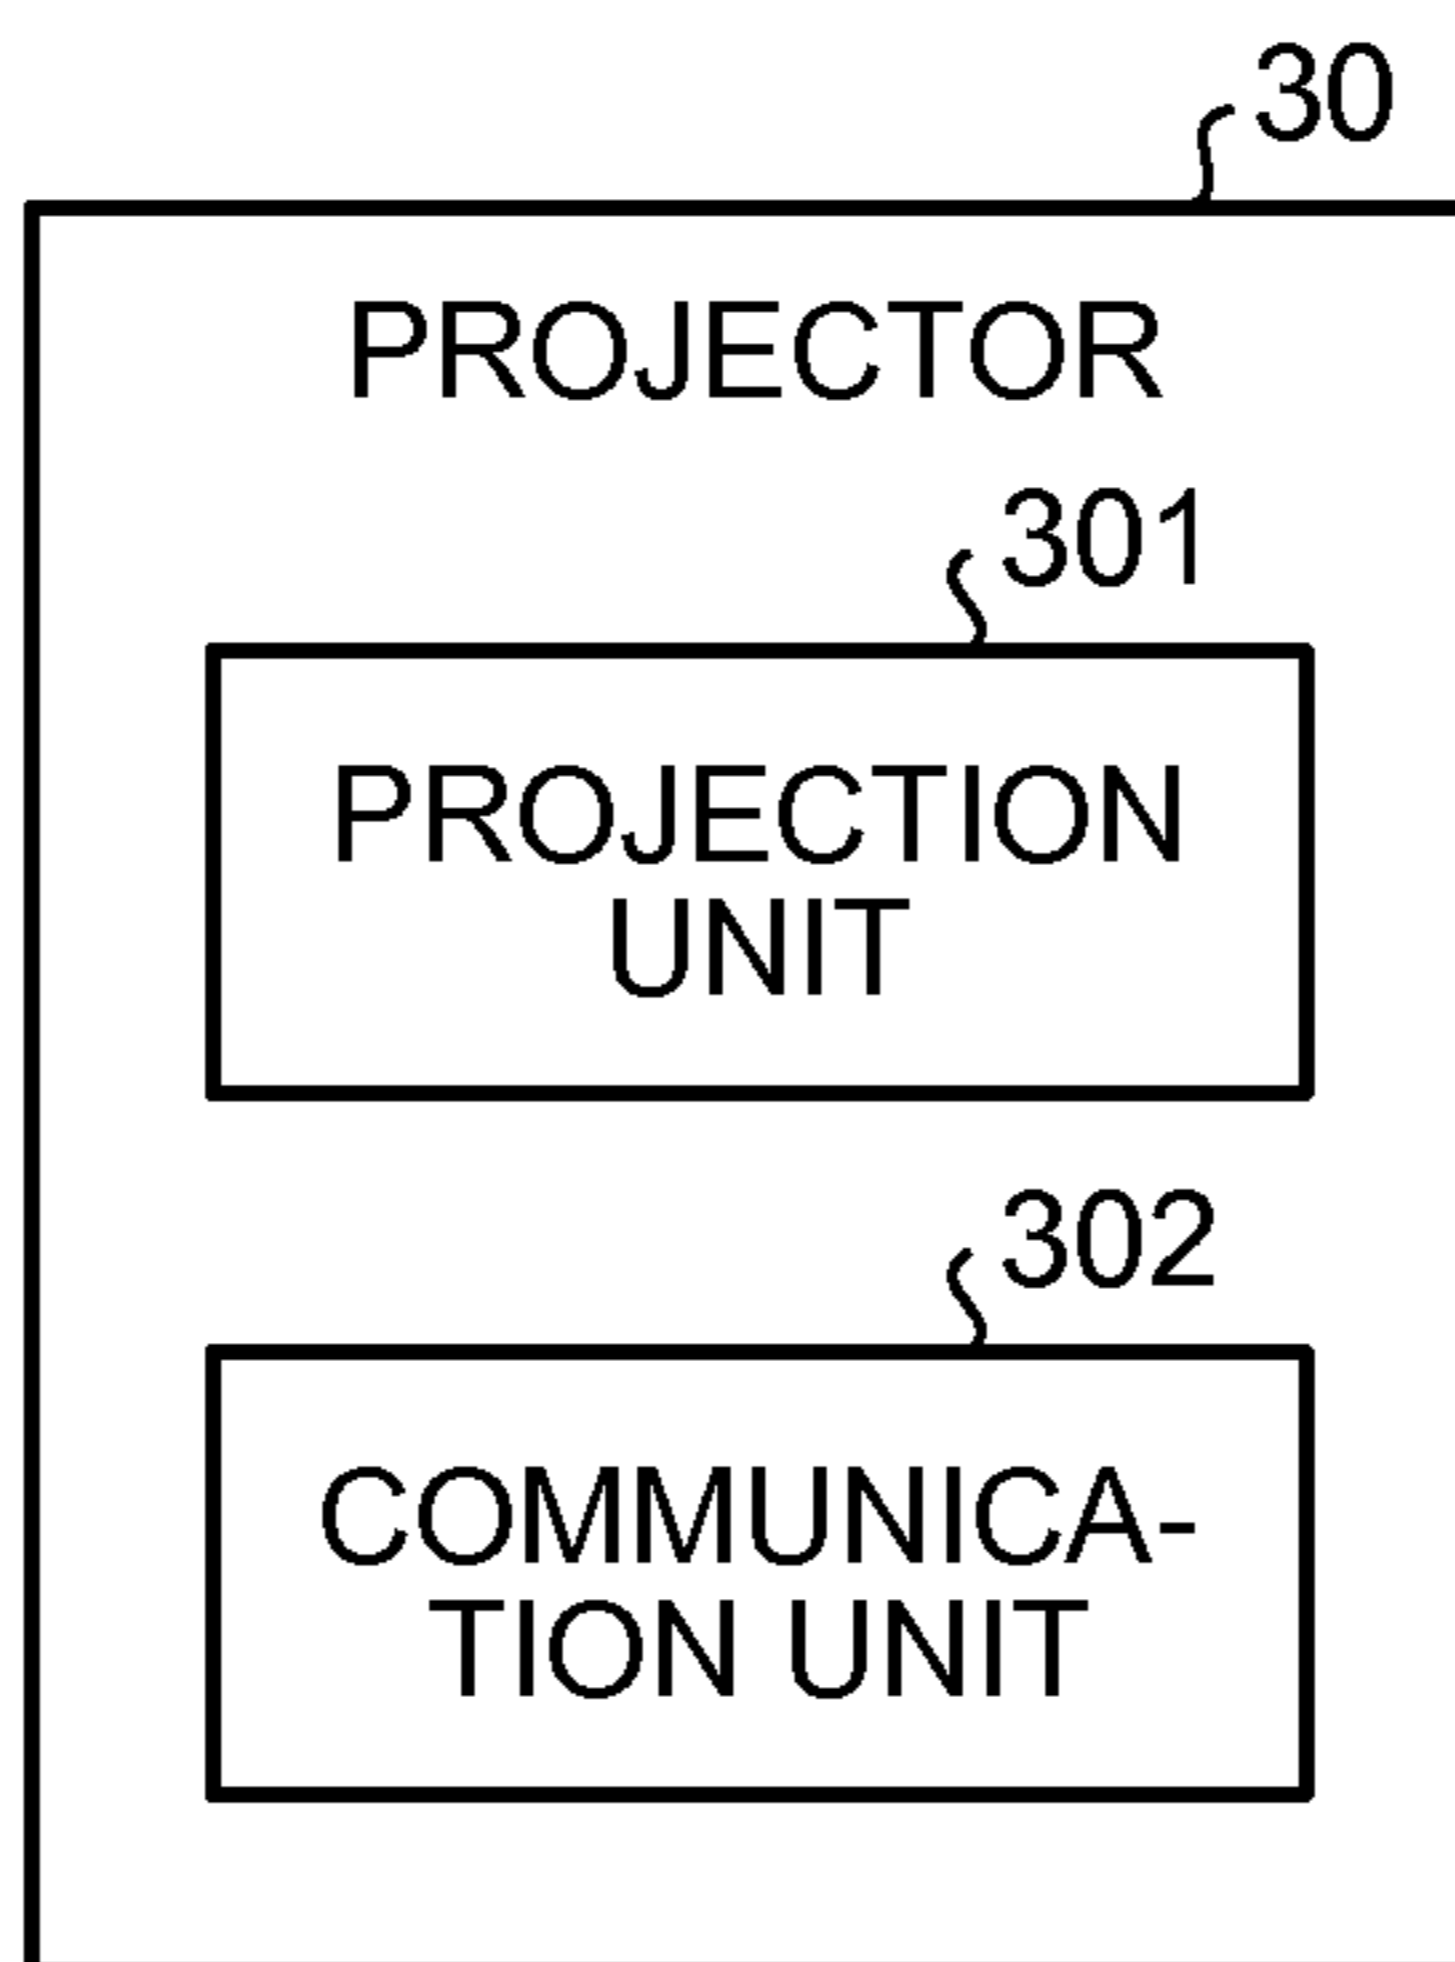 30
PROJECTOR
301
PROJECTION
UNIT
302
COMMUNICA-
TION UNIT